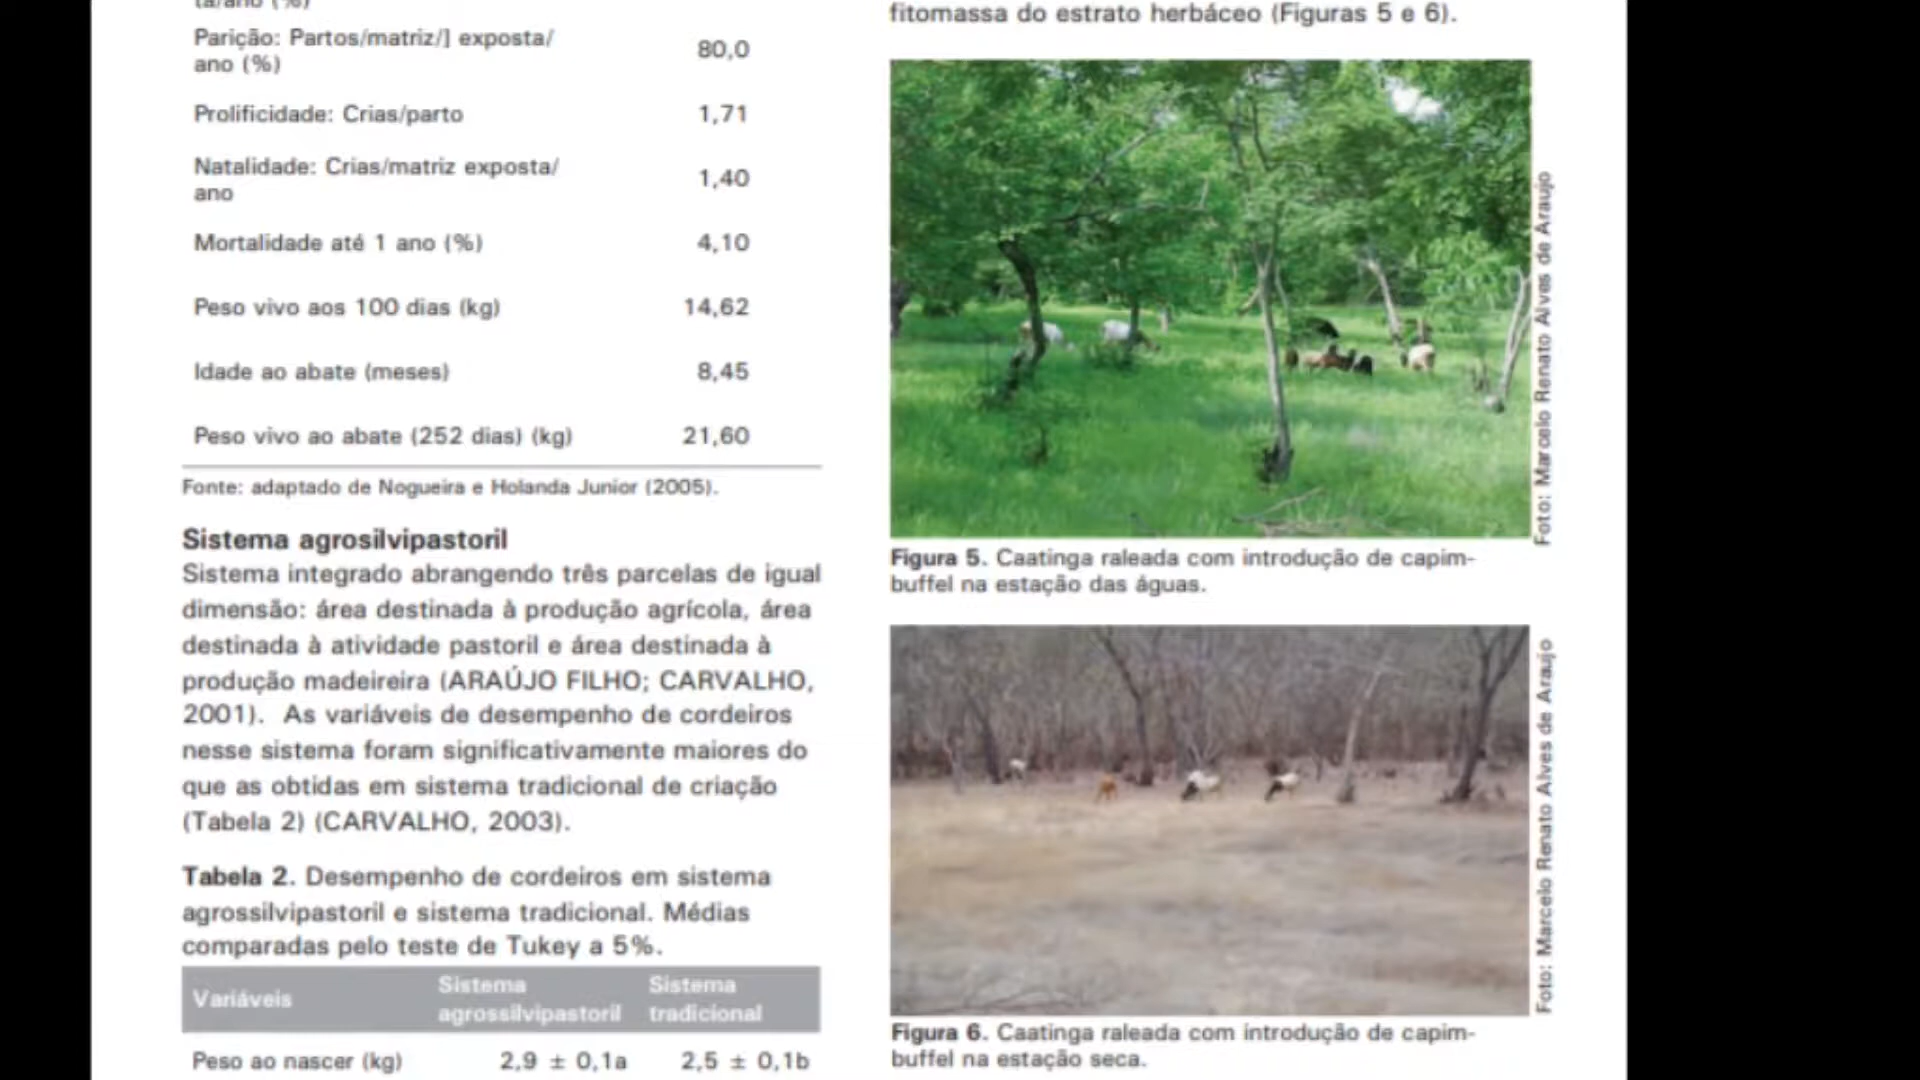 Parição: Partos/matriz/] exposta/
ano (%)
80,0
Prolificidade: Crias/parto
1,71
Natalidade: Crias/matriz exposta/
ano
1,40
Mortalidade até 1 ano (%)
4,10
Peso vivo aos 100 dias (kg)
14,62
Idade ao abate (meses)
8,45
Peso vivo ao abate (252 dias) (kg)
21,60
Fonte: adaptado de Nogueira e Holanda Junior (2005).
Sistema agrosilvipastoril
Sistema integrado abrangendo três parcelas de igual
dimensão: área destinada à produção agrícola, área
destinada à atividade pastoril e área destinada à
produção madeireira (ARAÚJO FILHO; CARVALHO,
2001). As variáveis de desempenho de cordeiros
nesse sistema foram significativamente maiores do
que as obtidas em sistema tradicional de criação
(Tabela 2) (CARVALHO, 2003).
Tabela 2. Desempenho de cordeiros em sistema
agrossilvipastoril e sistema tradicional. Médias
comparadas pelo teste de Tukey a 5%.
Variáveis
Sistema
agrossilvipastoril
Sistema
tradicional
Peso ao nascer (kg)
2,9 ± 0,1a
2,5 ± 0,1b
fitomassa do estrato herbáceo (Figuras 5 e 6).
Foto: Marcelo Renato Alves de Araujo
Figura 5. Caatinga raleada com introdução de capim-
buffel na estação das águas.
Foto: Marcelo Renato Alves de Araujo
Figura 6. Caatinga raleada com introdução de capim-
buffel na estação seca.